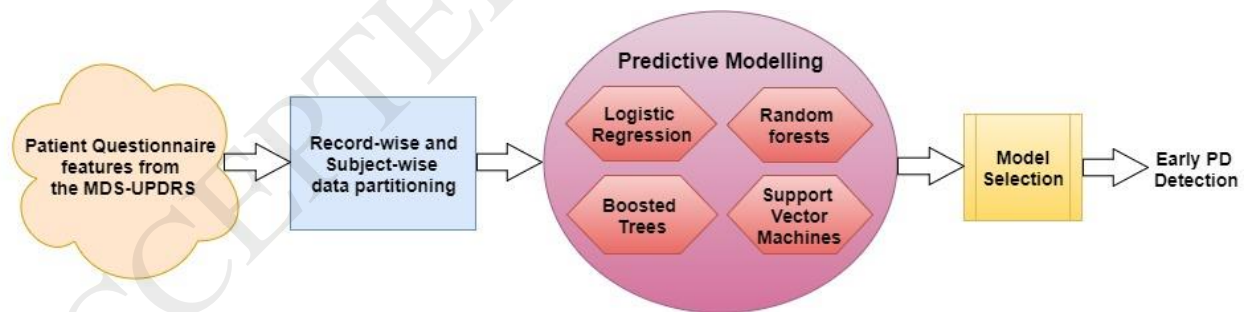 Patient Questionnaire
features from
the MDS-UPDRS
Record-wise and
Subject-wise
data partitioning
Predictive Modelling
Logistic
Regression
Random
forests
Boosted
Trees
Support
Vector
Machines
Model
Selection
Early PD
Detection
CCEPTE